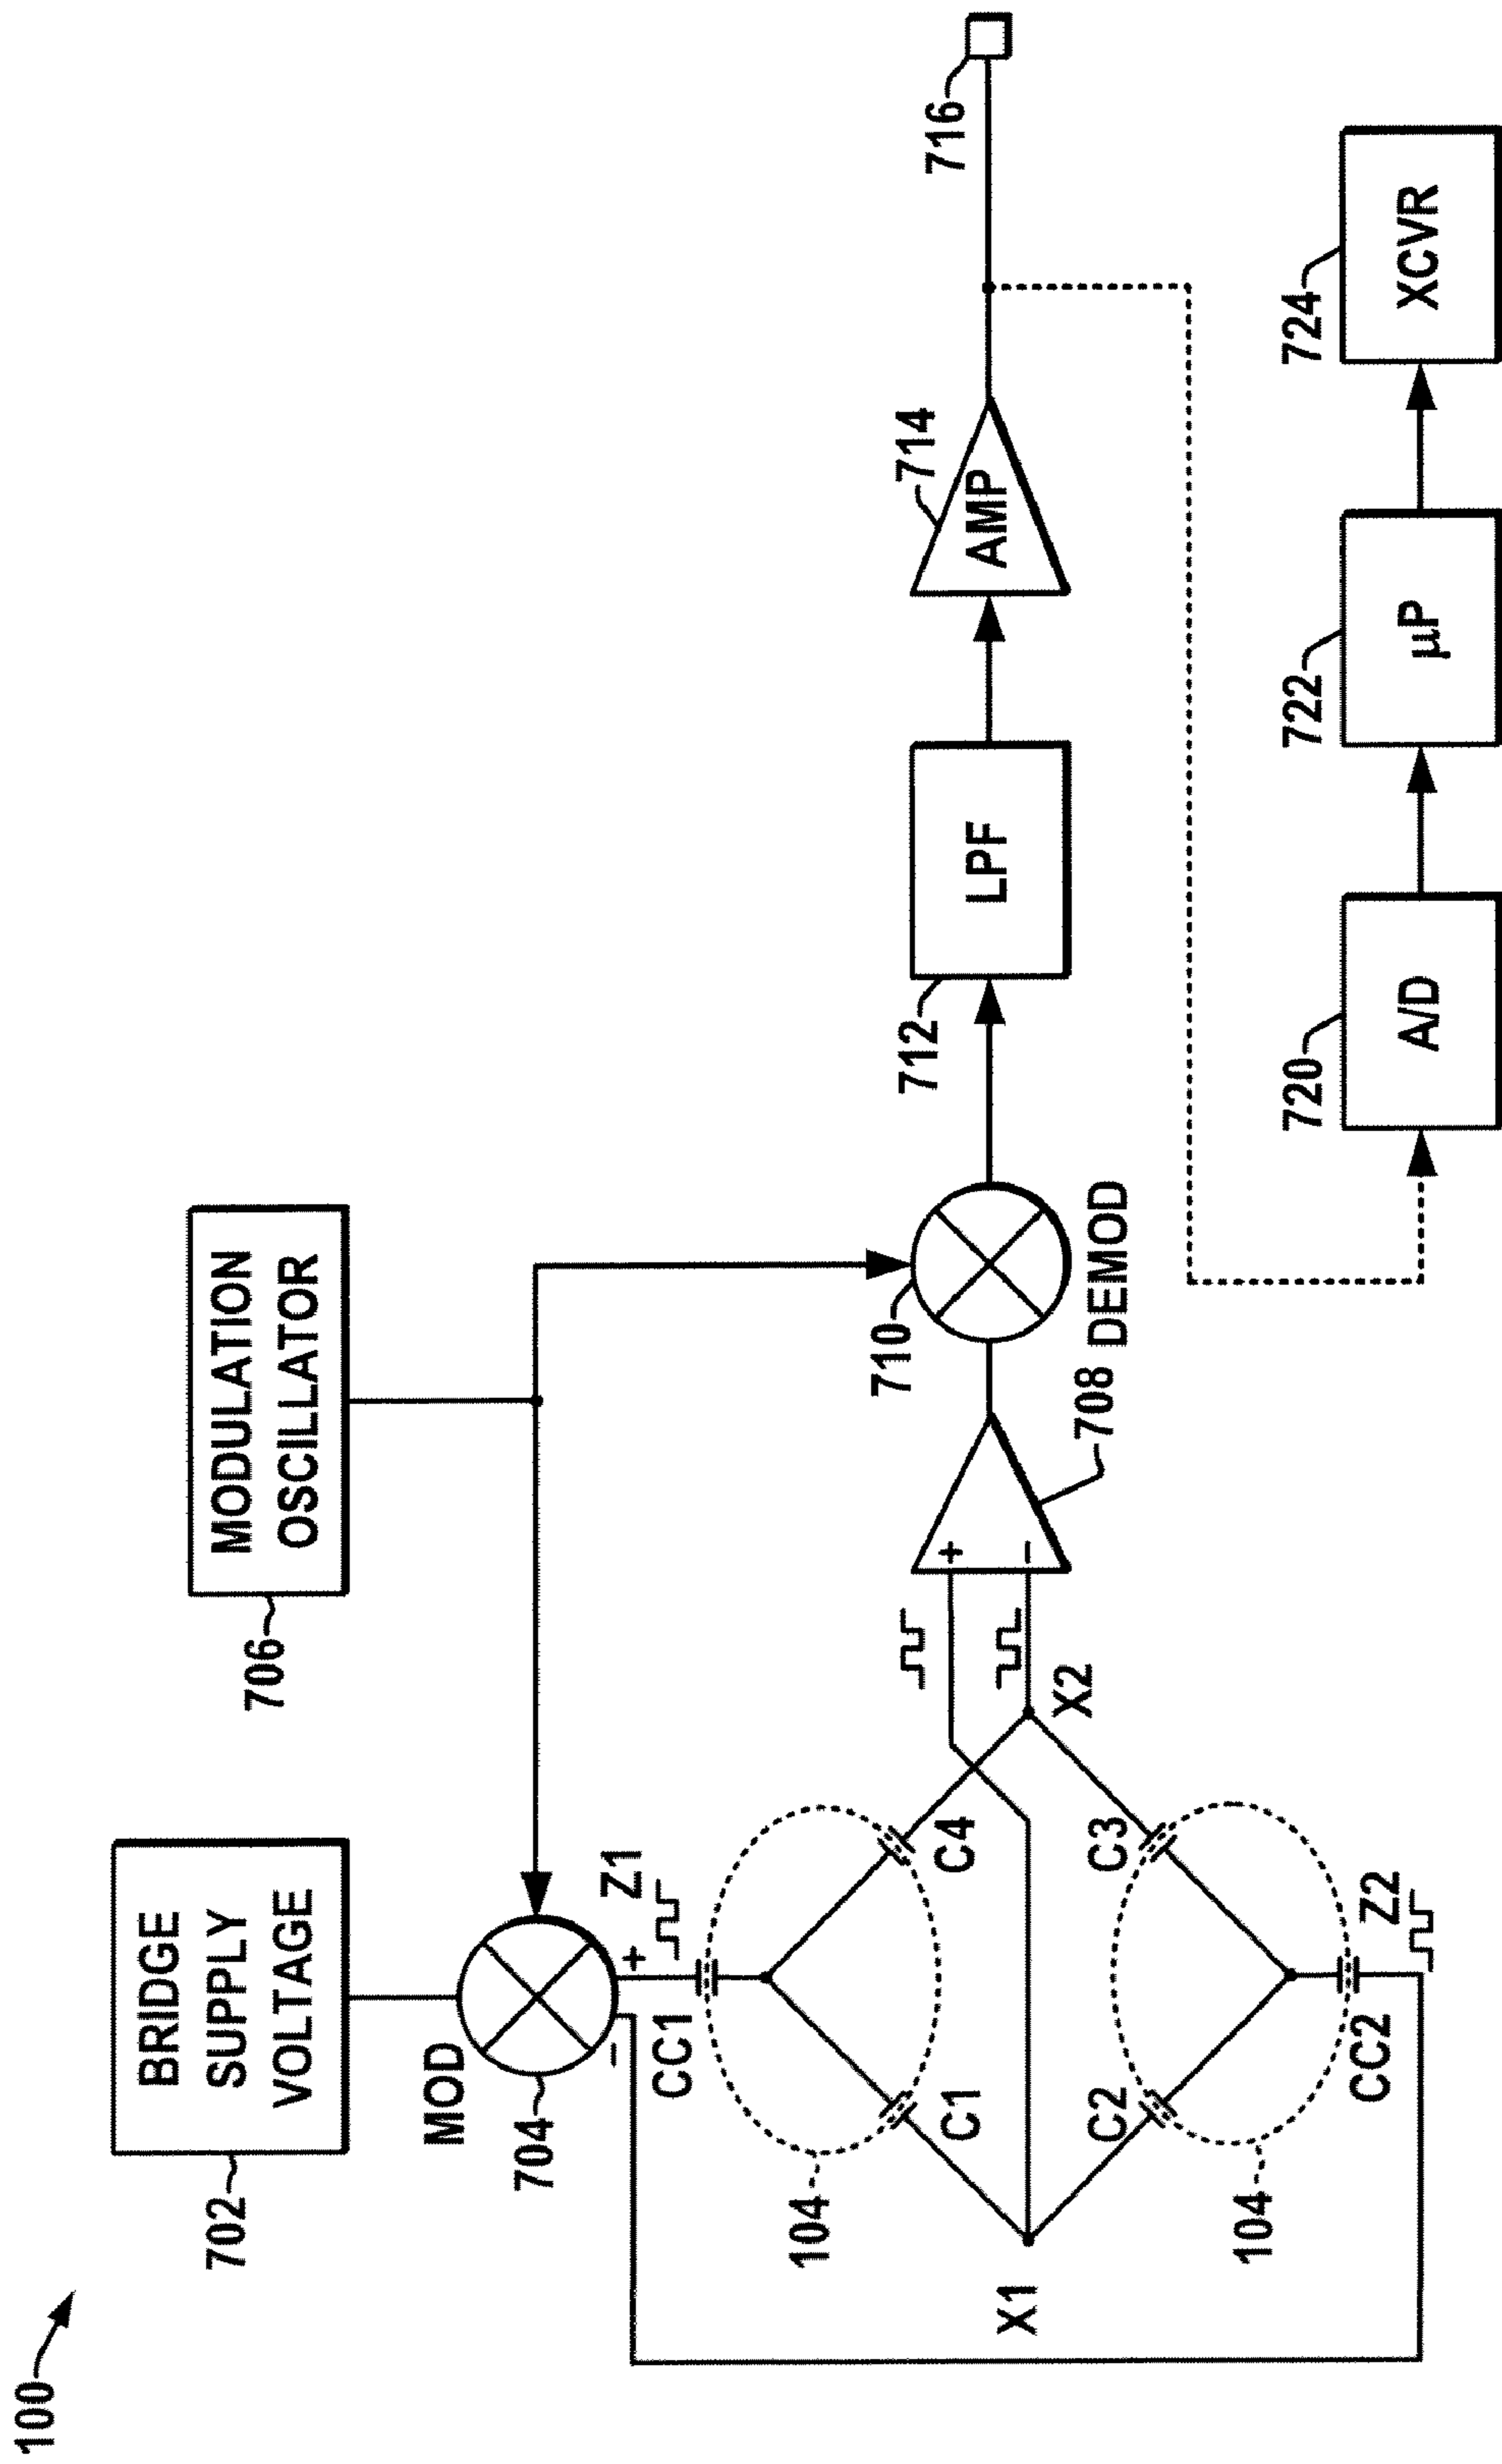 100
702
BRIDGE
SUPPLY
VOLTAGE
706
MODULATION
OSCILLATOR
MOD
704
+
−
Z1
CC1
104
C1
C4
X1
X2
C2
C3
104
CC2
Z2
+
−
708
710
DEMOD
712
LPF
714
AMP
716
720
A/D
722
µP
724
XCVR